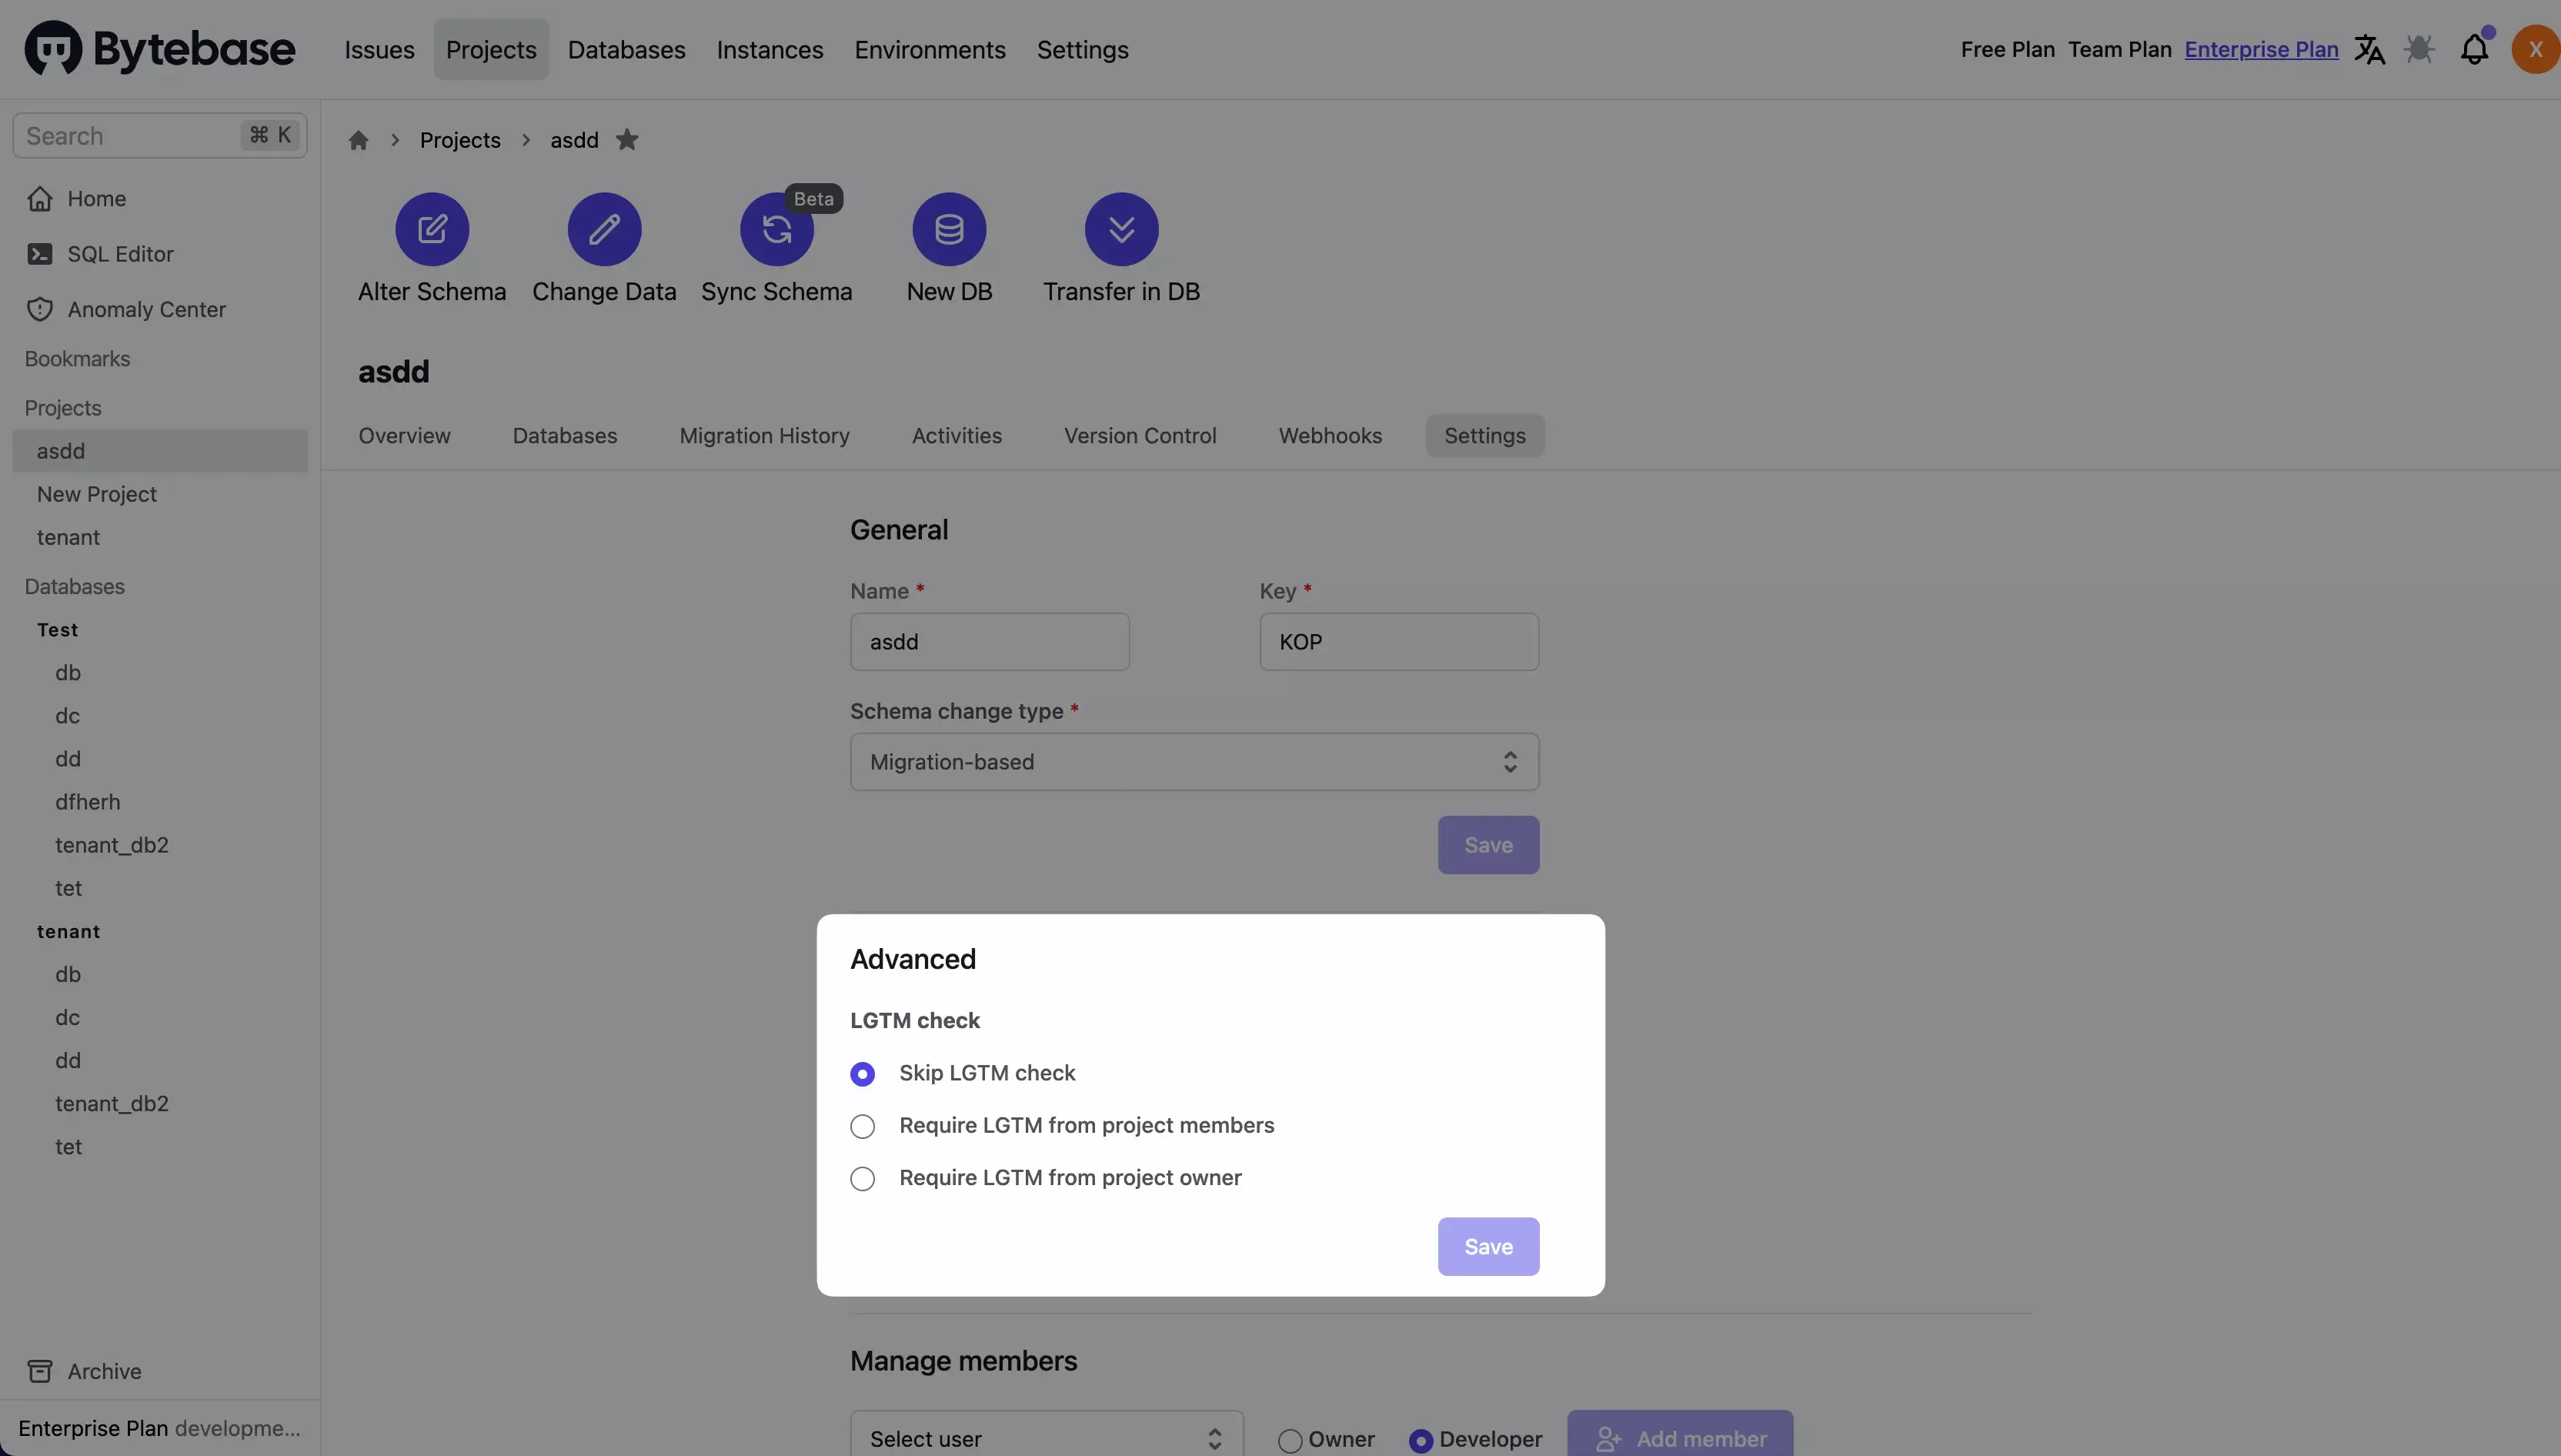 Bytebase
Issues Projects Databases Instances Environments Settings
Free Plan Team Plan Enterprise Plan
X
Search ⌘ K
Home
SQL Editor
Anomaly Center
Bookmarks
Projects
asdd
New Project
tenant
Databases
Test
db
dc
dd
dfherh
tenant_db2
tet
tenant
db
dc
dd
tenant_db2
tet
Archive
Enterprise Plan developme...
Projects > asdd
Beta
Alter Schema Change Data Sync Schema New DB Transfer in DB
asdd
Overview Databases Migration History Activities Version Control Webhooks Settings
General
Name * Key *
asdd KOP
Schema change type *
Migration-based
Save
Advanced
LGTM check
Skip LGTM check
Require LGTM from project members
Require LGTM from project owner
Save
Manage members
Select user Owner Developer Add member